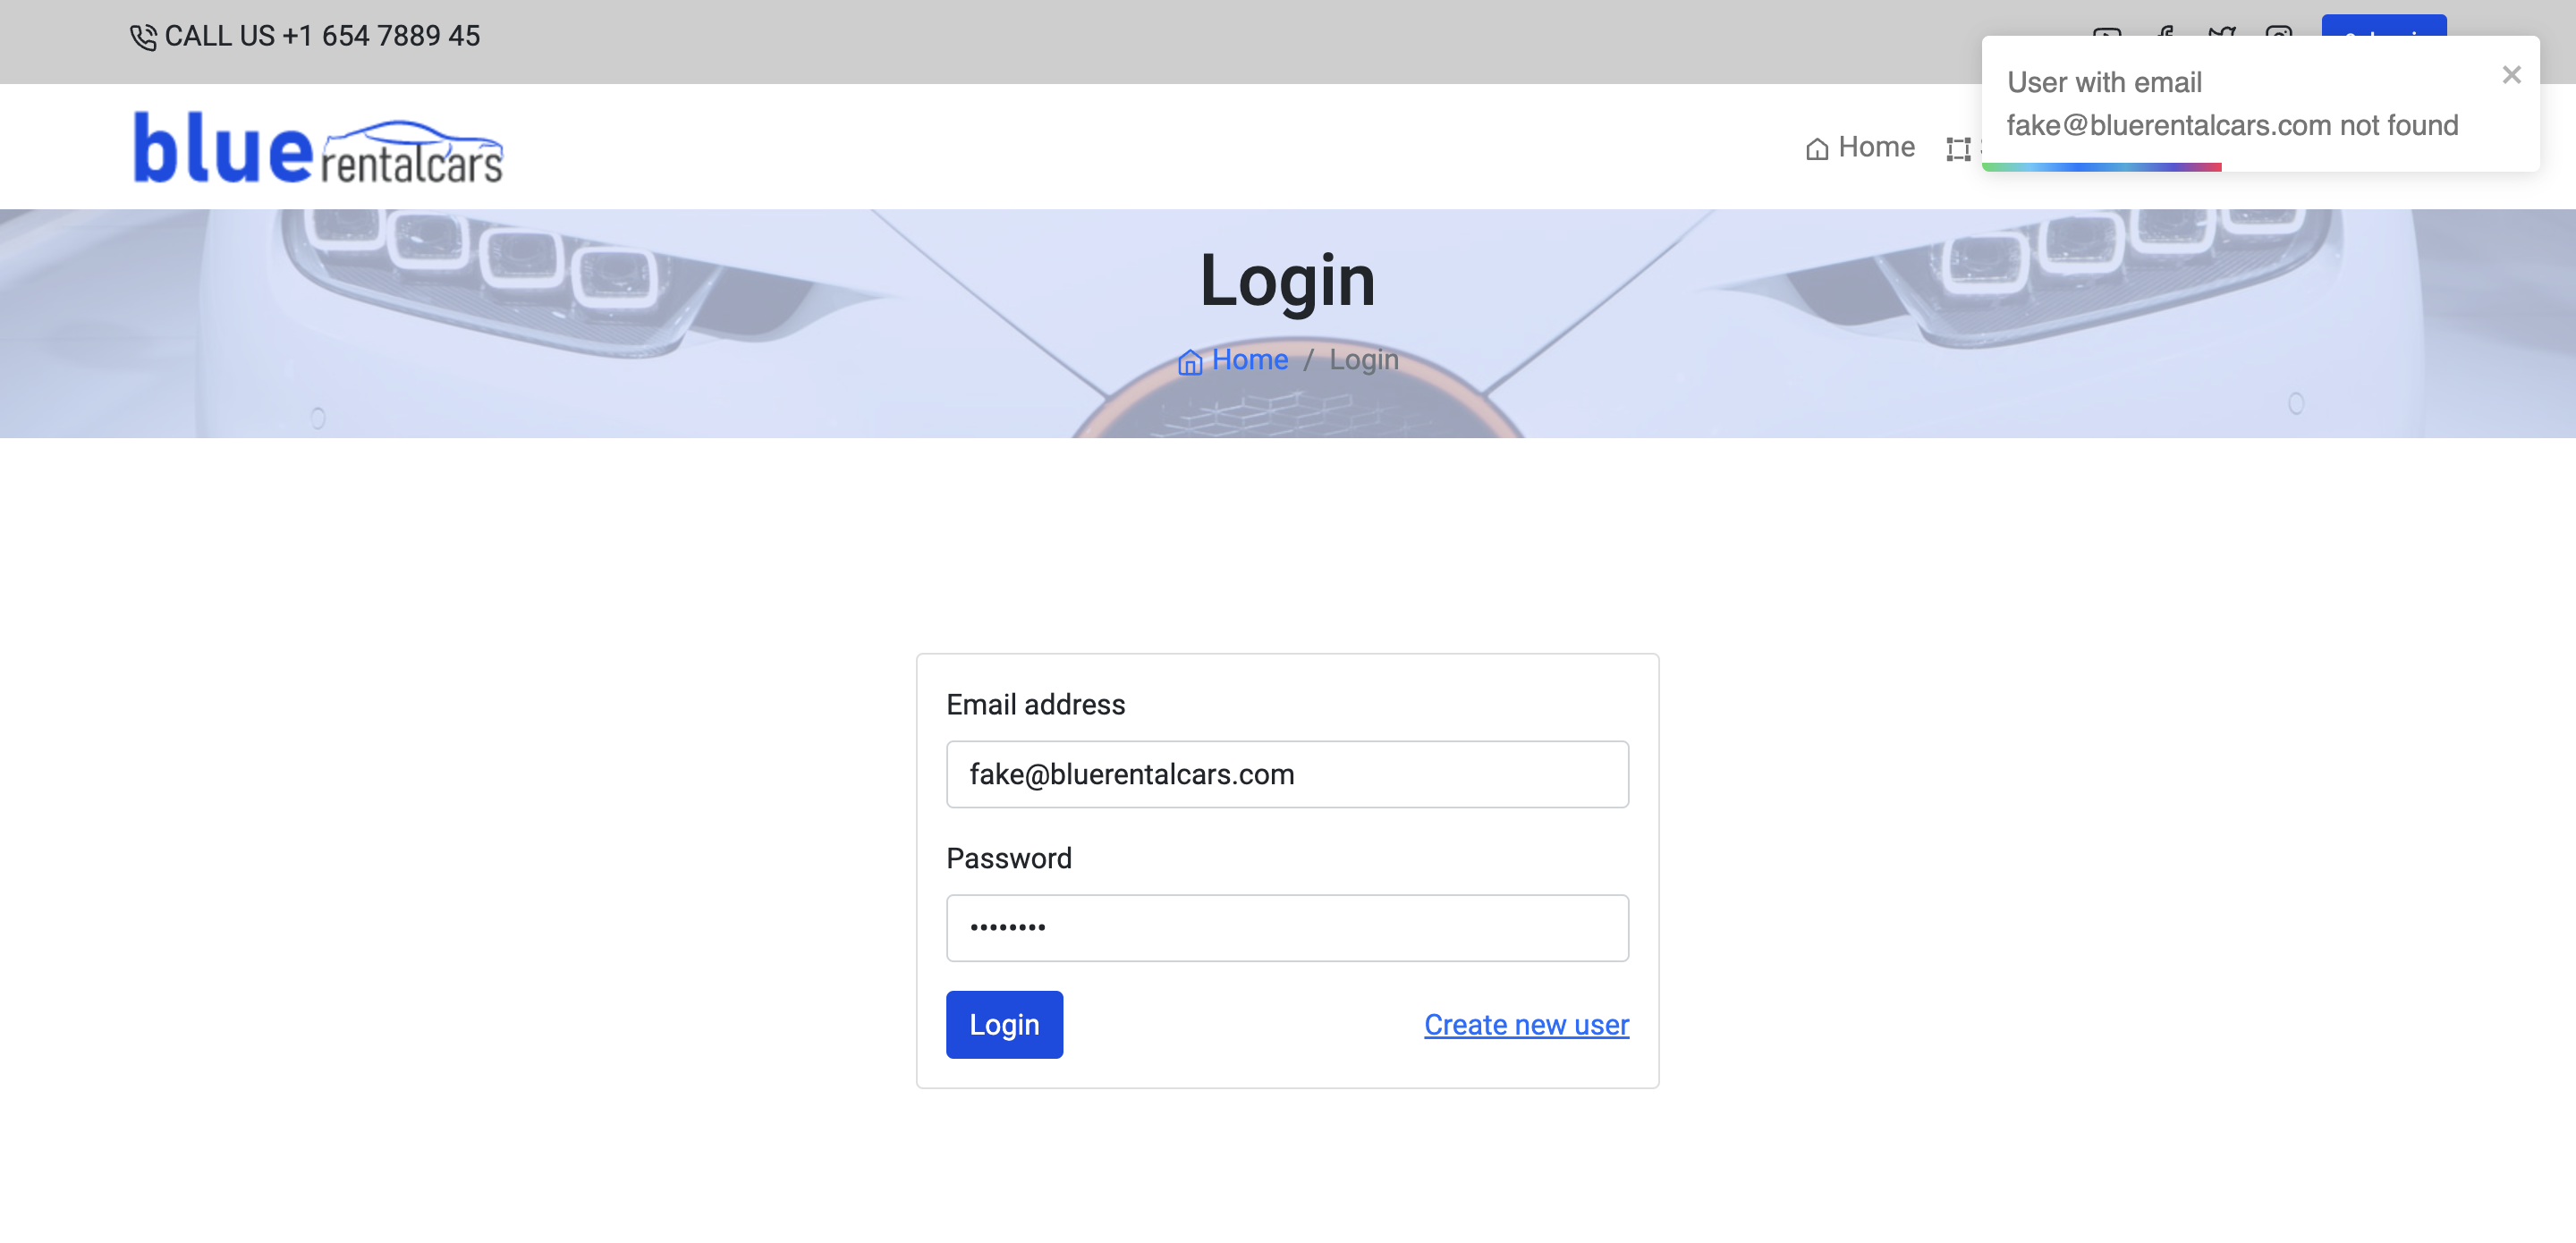 CALL US +1 654 7889 45
User with email
fake@bluerentalcars.com not found
blue rentalcars
Home
Login
Home / Login
Email address
fake@bluerentalcars.com
Password
••••••••
Login
Create new user